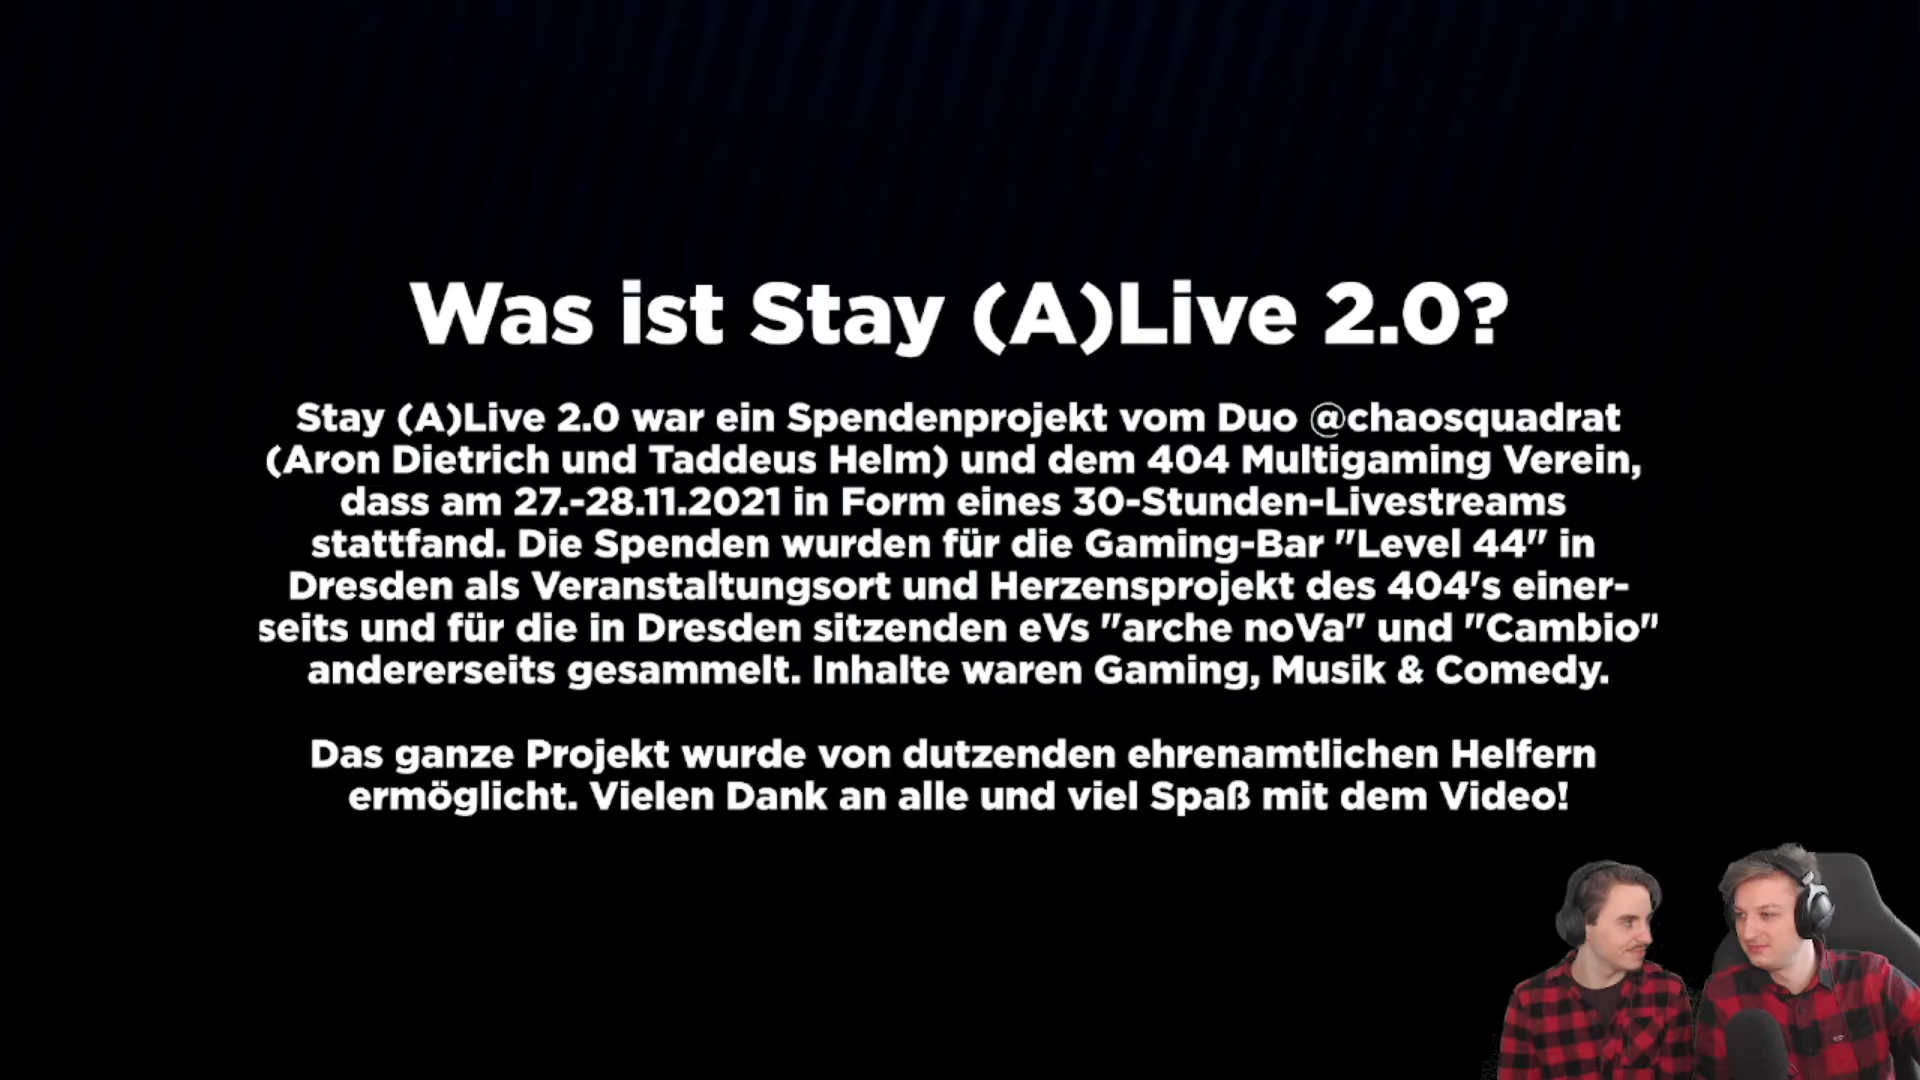 Was ist Stay (A)Live 2.0?
Stay (A)Live 2.0 war ein Spendenprojekt vom Duo @chaosquadrat
(Aron Dietrich und Taddeus Helm) und dem 404 Multigaming Verein,
dass am 27.-28.11.2021 in Form eines 30-Stunden-Livestreams
stattfand. Die Spenden wurden für die Gaming-Bar "Level 44" in
Dresden als Veranstaltungsort und Herzensprojekt des 404's einer-
seits und für die in Dresden sitzenden eVs "arche noVa" und "Cambio"
andererseits gesammelt. Inhalte waren Gaming, Musik & Comedy.
Das ganze Projekt wurde von dutzenden ehrenamtlichen Helfern
ermöglicht. Vielen Dank an alle und viel Spaß mit dem Video!